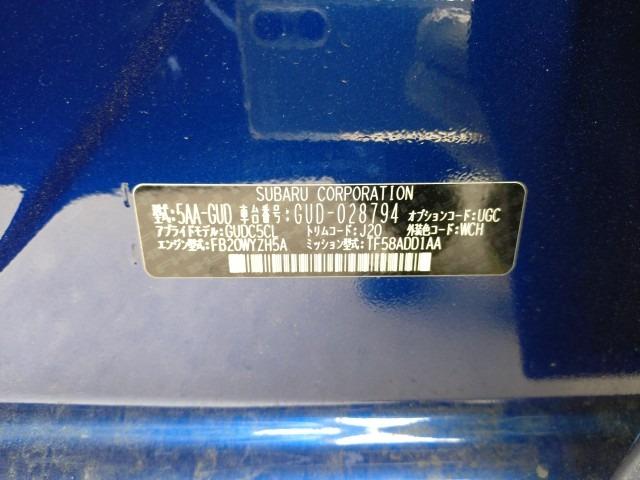 SUBARU CORPORATION
型式:5AA-GUD 車台番号:GUD-028794 オプションコード:UGC
アプライドモデル:GUDC5CL トリムコード:J20 外装色コード:WCH
エンジン型式:FB20WYZH5A ミッション型式:TF58ADD1AA